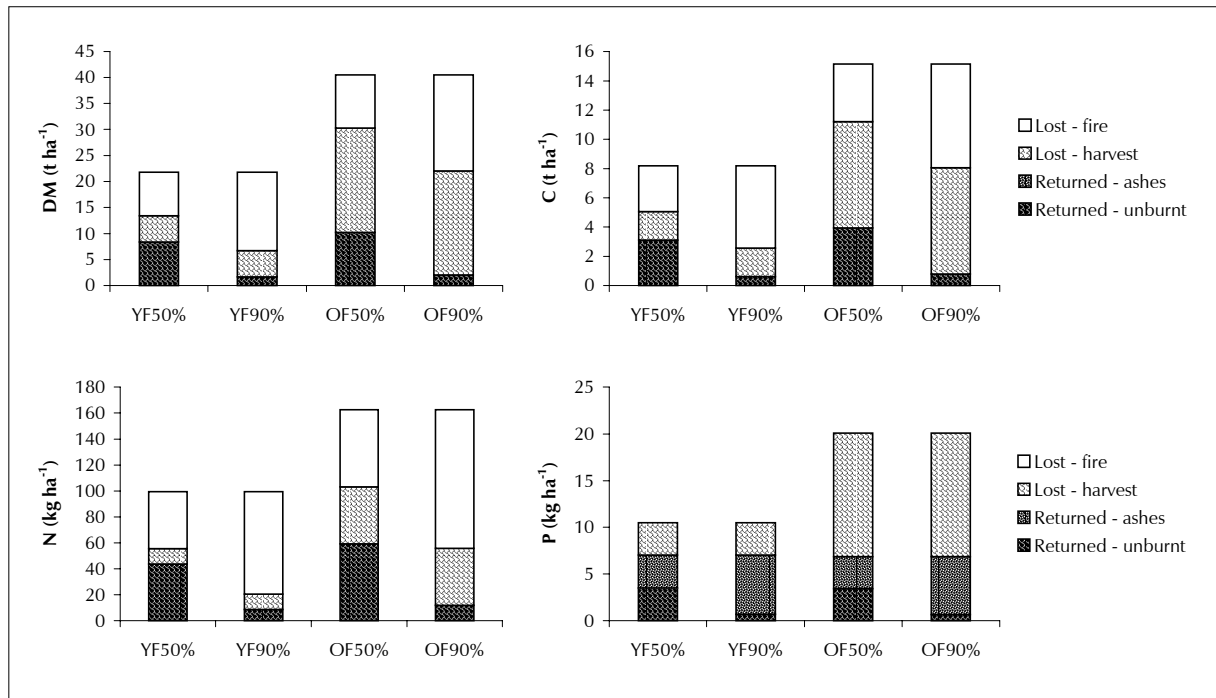 45
40
35
30
25
20
15
10
5
0
DM (t ha-1)
YF50% YF90% OF50% OF90%
16
14
12
10
8
6
4
2
0
C (t ha-1)
YF50% YF90% OF50% OF90%
Lost - fire
Lost - harvest
Returned - ashes
Returned - unburnt
180
160
140
120
100
80
60
40
20
0
N (kg ha-1)
YF50% YF90% OF50% OF90%
25
20
15
10
5
0
P (kg ha-1)
YF50% YF90% OF50% OF90%
Lost - fire
Lost - harvest
Returned - ashes
Returned - unburnt